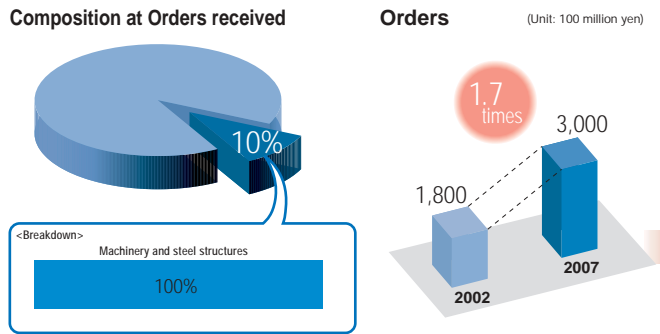 Composition at Orders received
10%
<Breakdown>
Machinery and steel structures
100%
Orders
(Unit: 100 million yen)
1.7
times
3,000
1,800
2007
2002